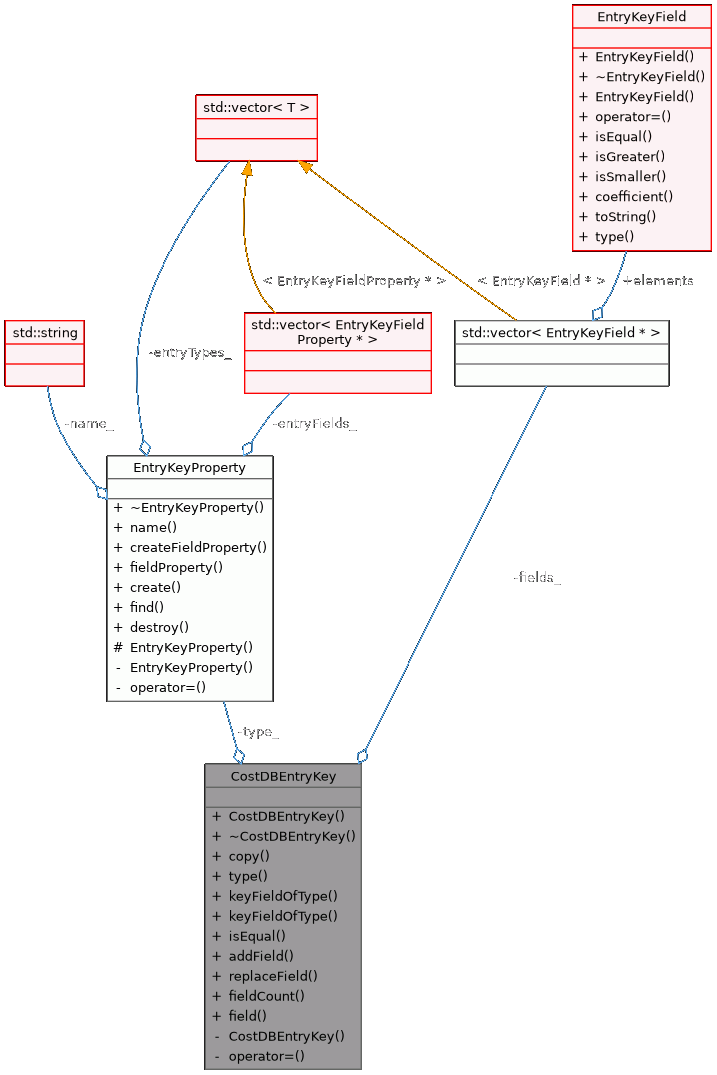 EntryKeyField
+ EntryKeyField()
+ ~EntryKeyField()
+ EntryKeyField()
+ operator=()
+ isEqual()
+ isGreater()
+ isSmaller()
+ coefficient()
+ toString()
+ type()
std::vector< T >
< EntryKeyFieldProperty * >
< EntryKeyField * >
+elements
std::string
std::vector< EntryKeyField
Property * >
std::vector< EntryKeyField * >
-entryTypes_
-name_
-entryFields_
EntryKeyProperty
+ ~EntryKeyProperty()
+ name()
+ createFieldProperty()
+ fieldProperty()
+ create()
+ find()
+ destroy()
# EntryKeyProperty()
- EntryKeyProperty()
- operator=()
-fields_
-type_
CostDBEntryKey
+ CostDBEntryKey()
+ ~CostDBEntryKey()
+ copy()
+ type()
+ keyFieldOfType()
+ keyFieldOfType()
+ isEqual()
+ addField()
+ replaceField()
+ fieldCount()
+ field()
- CostDBEntryKey()
- operator=()